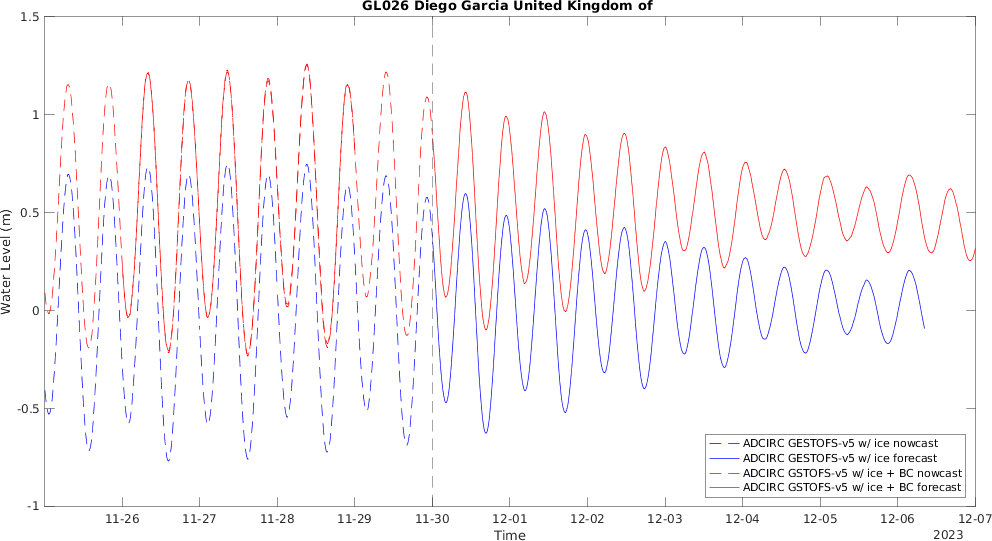 GL026 Diego Garcia United Kingdom of
Water Level (m)
1.5
1
0.5
0
-0.5
-1
11-26 11-27 11-28 11-29 11-30 12-01 12-02 12-03 12-04 12-05 12-06 12-07
Time
2023
ADCIRC GESTOFS-v5 w/ ice nowcast
ADCIRC GESTOFS-v5 w/ ice forecast
ADCIRC GSTOFS-v5 w/ ice + BC nowcast
ADCIRC GSTOFS-v5 w/ ice + BC forecast